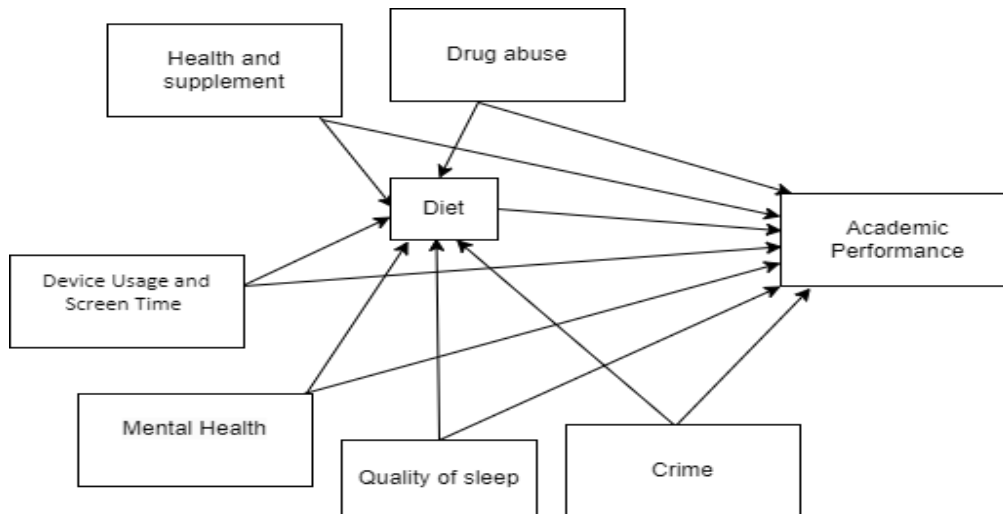 Health and
supplement
Drug abuse
Diet
Academic
Performance
Device Usage and
Screen Time
Mental Health
Quality of sleep
Crime